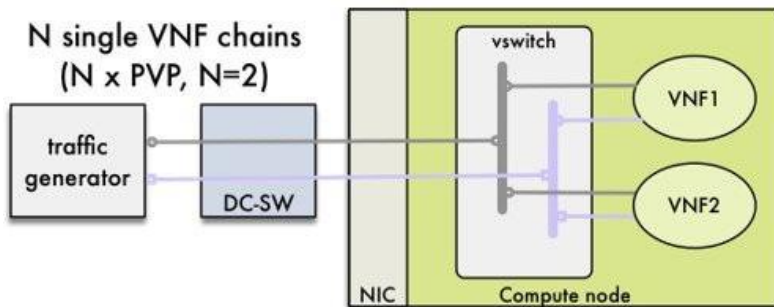 N single VNF chains
(N x PVP, N=2)
vswitch
VNF1
traffic
generator
VNF2
DC-SW
NIC
Compute node